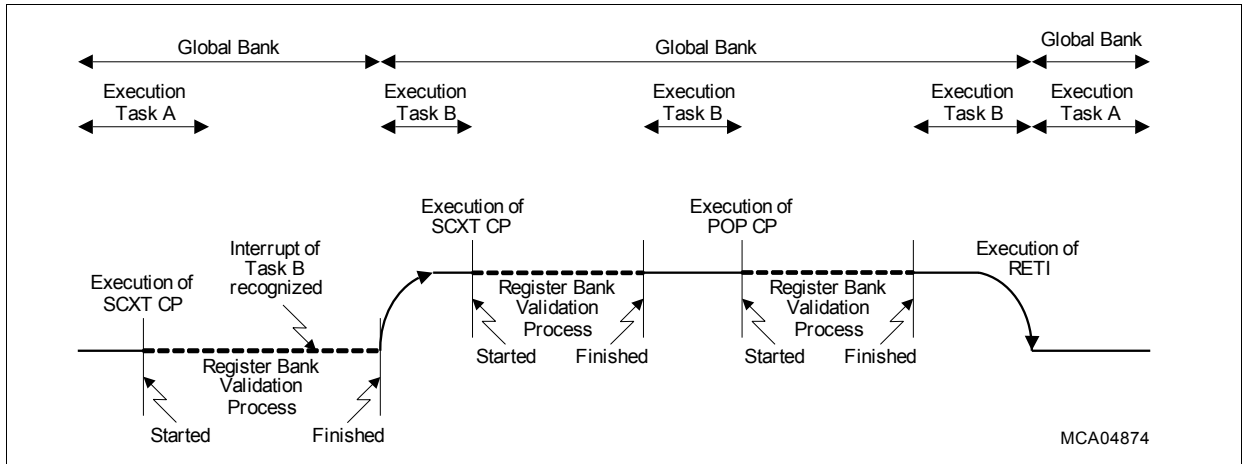 Global Bank
Global Bank
Global Bank
Execution
Task A
Execution
Task B
Execution
Task B
Execution
Task B
Execution
Task A
Execution of
SCXT CP
Execution of
POP CP
Interrupt of
Task B
recognized
Execution of
RETI
Execution of
SCXT CP
Register Bank
Validation
Process
Register Bank
Validation
Process
Started
Finished
Started
Finished
Register Bank
Validation
Process
Started
Finished
MCA04874